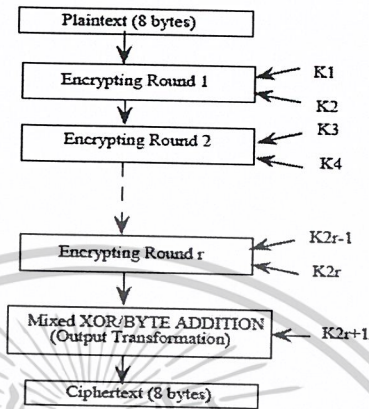 Plaintext (8 bytes)
Encrypting Round 1
K1
K2
Encrypting Round 2
K3
K4
Encrypting Round r
K2r-1
K2r
Mixed XOR/BYTE ADDITION
(Output Transformation)
K2r+1
Ciphertext (8 bytes)